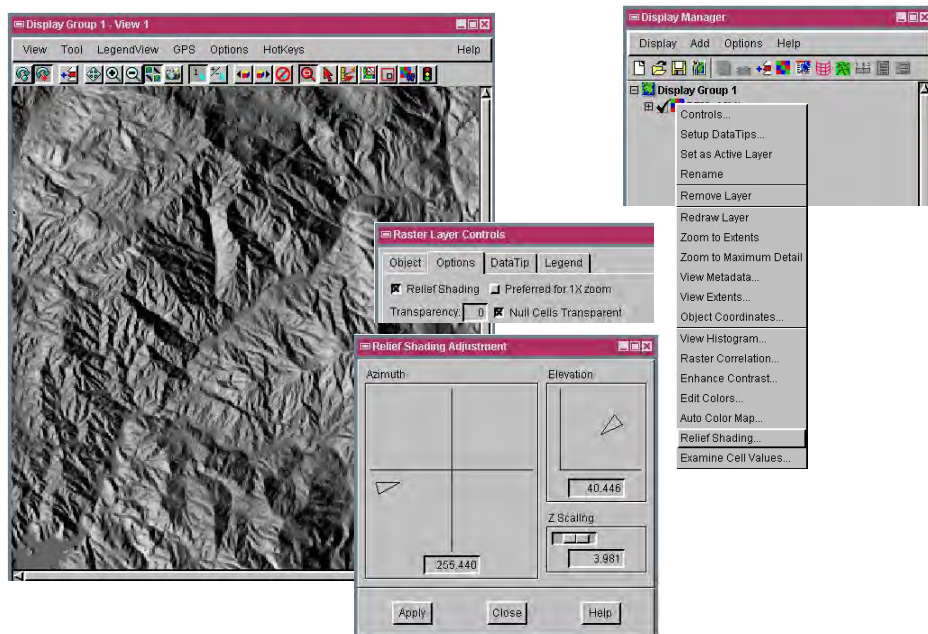 Display Group 1 - View 1
View Tool LegendView GPS Options HotKeys Help
Display Manager
Display Add Options Help
Display Group 1
Controls...
Setup DataTips...
Set as Active Layer
Rename
Remove Layer
Redraw Layer
Zoom to Extents
Zoom to Maximum Detail
View Metadata...
View Extents...
Object Coordinates...
View Histogram...
Raster Correlation...
Enhance Contrast...
Edit Colors...
Auto Color Map...
Relief Shading...
Examine Cell Values...
Raster Layer Controls
Object Options DataTip Legend
Relief Shading Preferred for 1X zoom
Transparency: 0 Null Cells Transparent
Relief Shading Adjustment
Azimuth
255.440
Elevation
40.446
Z Scaling
3.981
Apply Close Help